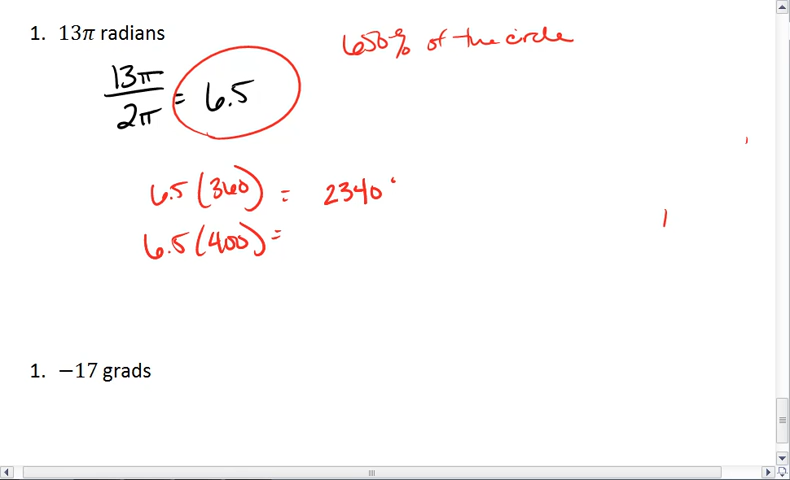 1. 13π radians
650% of the circle
13π/2π = 6.5
6.5(360) = 2340°
6.5(400) =
1. −17 grads